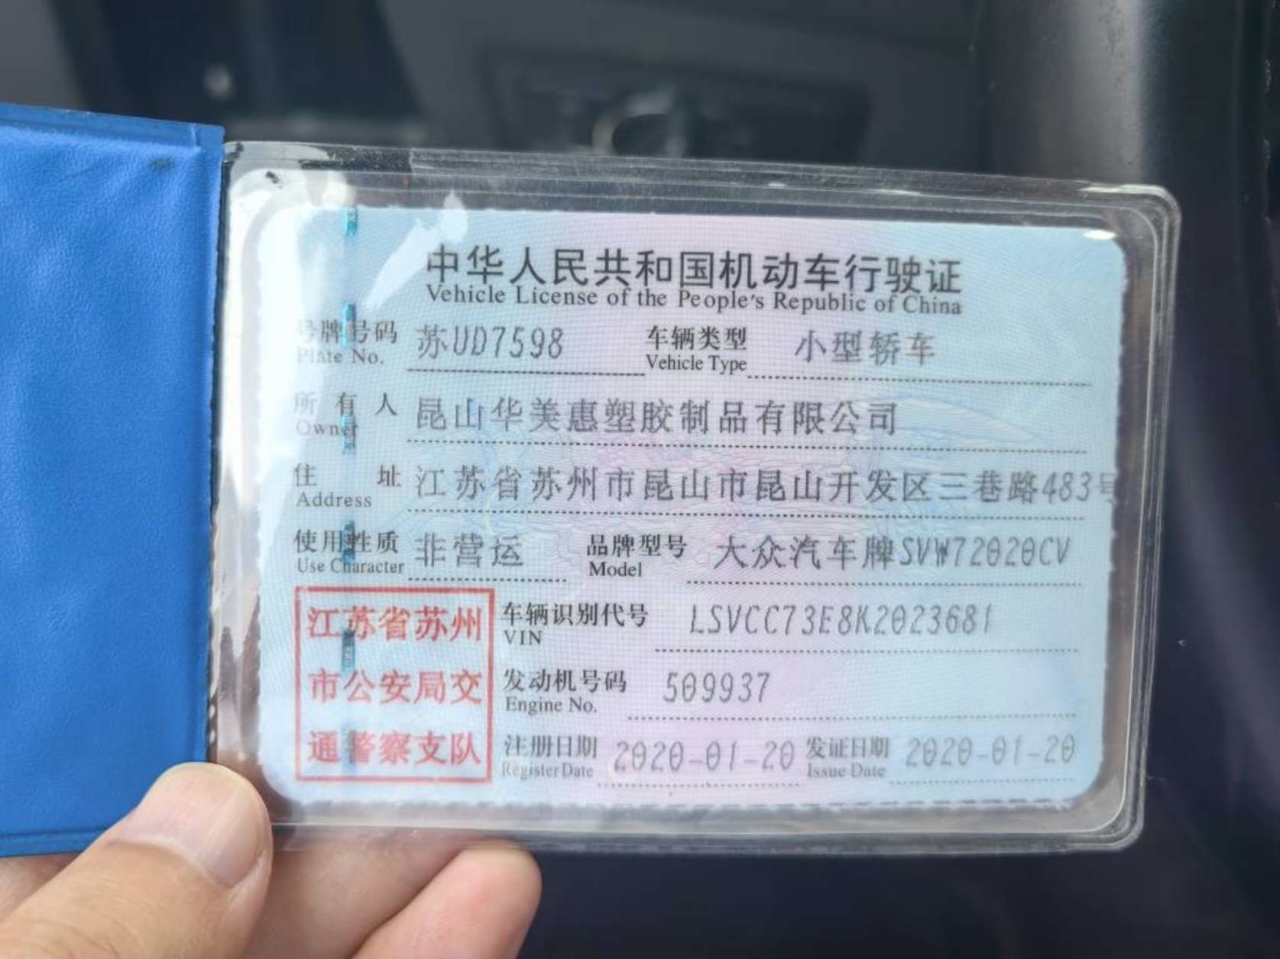 中华人民共和国机动车行驶证
Vehicle License of the People's Republic of China
号牌号码 苏UD7598 车辆类型 小型轿车
Plate No. Vehicle Type
所有人 昆山华美惠塑胶制品有限公司
Owner
住址 江苏省苏州市昆山市昆山开发区三巷路483号
Address
使用性质 非营运 品牌型号 大众汽车牌SVW72020CV
Use Character Model
江苏省苏州
市公安局交
通警察支队
车辆识别代号 LSVCC73E8K2023681
VIN
发动机号码 509937
Engine No.
注册日期 2020-01-20 发证日期 2020-01-20
Register Date Issue Date